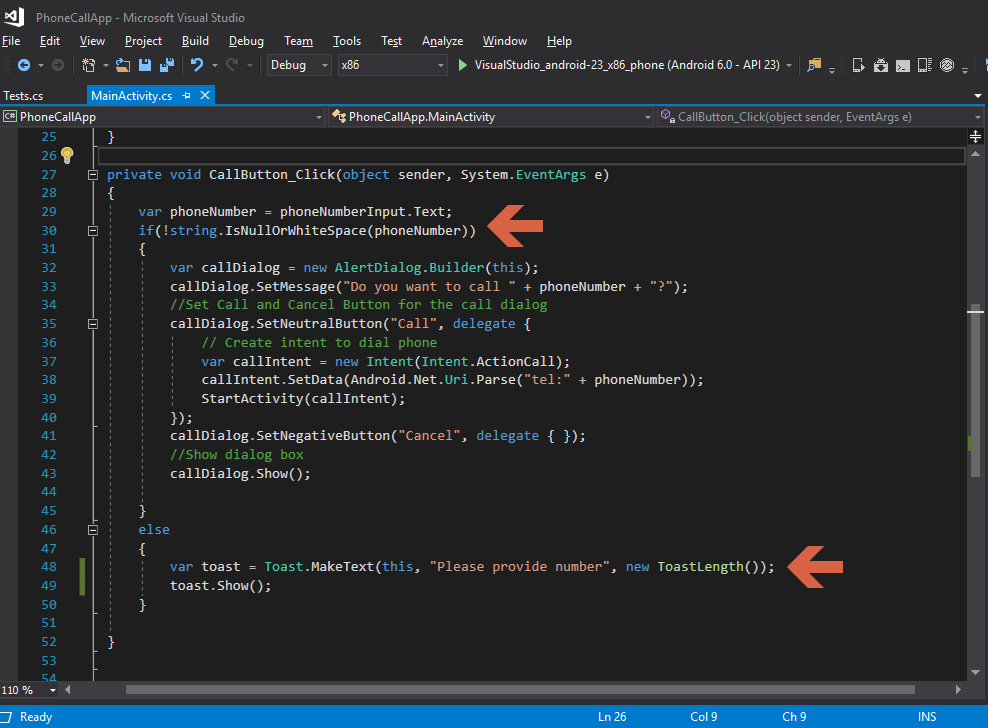 PhoneCallApp - Microsoft Visual Studio
File Edit View Project Build Debug Team Tools Test Analyze Window Help
Debug x86 VisualStudio_android-23_x86_phone (Android 6.0 - API 23)
Tests.cs MainActivity.cs
C# PhoneCallApp PhoneCallApp.MainActivity CallButton_Click(object sender, EventArgs e)
25 }
26
27 private void CallButton_Click(object sender, System.EventArgs e)
28 {
29 var phoneNumber = phoneNumberInput.Text;
30 if(!string.IsNullOrWhiteSpace(phoneNumber))
31 {
32 var callDialog = new AlertDialog.Builder(this);
33 callDialog.SetMessage("Do you want to call " + phoneNumber + "?");
34 //Set Call and Cancel Button for the call dialog
35 callDialog.SetNeutralButton("Call", delegate {
36 // Create intent to dial phone
37 var callIntent = new Intent(Intent.ActionCall);
38 callIntent.SetData(Android.Net.Uri.Parse("tel:" + phoneNumber));
39 StartActivity(callIntent);
40 });
41 callDialog.SetNegativeButton("Cancel", delegate { });
42 //Show dialog box
43 callDialog.Show();
44
45 }
46 else
47 {
48 var toast = Toast.MakeText(this, "Please provide number", new ToastLength());
49 toast.Show();
50 }
51
52 }
53
54
110 %
Ready Ln 26 Col 9 Ch 9 INS